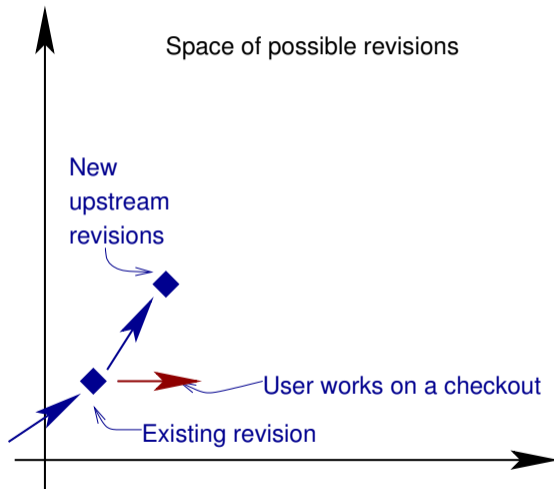 Space of possible revisions
New
upstream
revisions
User works on a checkout
Existing revision